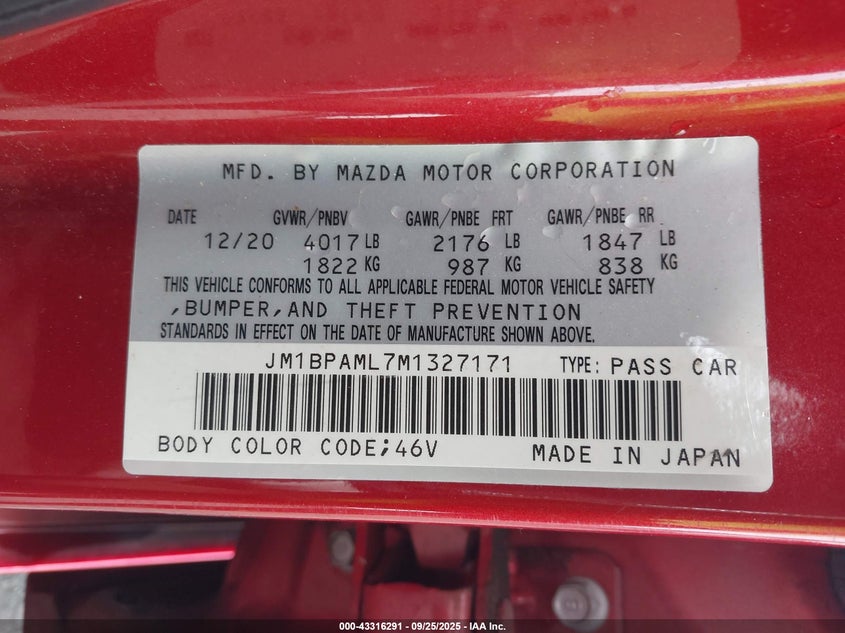 MFD. BY MAZDA MOTOR CORPORATION
DATE GVWR/PNBV GAWR/PNBE FRT GAWR/PNBE RR
12/20 4017 LB 2176 LB 1847 LB
1822 KG 987 KG 838 KG
THIS VEHICLE CONFORMS TO ALL APPLICABLE FEDERAL MOTOR VEHICLE SAFETY
,BUMPER,AND THEFT PREVENTION
STANDARDS IN EFFECT ON THE DATE OF MANUFACTURE SHOWN ABOVE.
JM1BPAML7M1327171 TYPE: PASS CAR
BODY COLOR CODE;46V MADE IN JAPAN
000-43316291 - 09/25/2025 - IAA Inc.